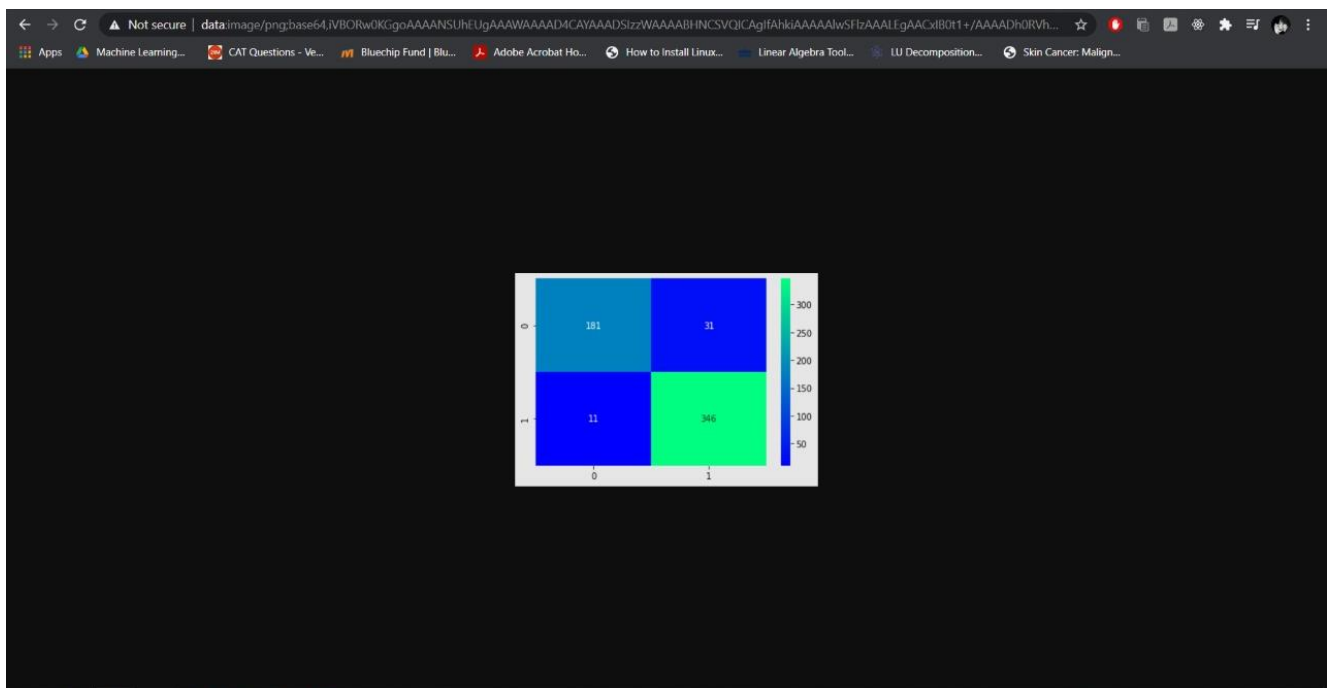 Not secure | data:image/png;base64,iVBORw0KGgoAAAANSUhEUgAAAWAAAAD4CAYAAADSIzzWAAAABHNCSVQICAgIfAhkiAAAAAlwSFlzAAALEgAACxIB0t1+/AAAADh0RVh...
Apps Machine Learning... CAT Questions - Ve... Bluechip Fund | Blu... Adobe Acrobat Ho... How to Install Linux... Linear Algebra Tool... LU Decomposition... Skin Cancer: Malign...
0 181 31
1 11 346
0 1
300
250
200
150
100
50